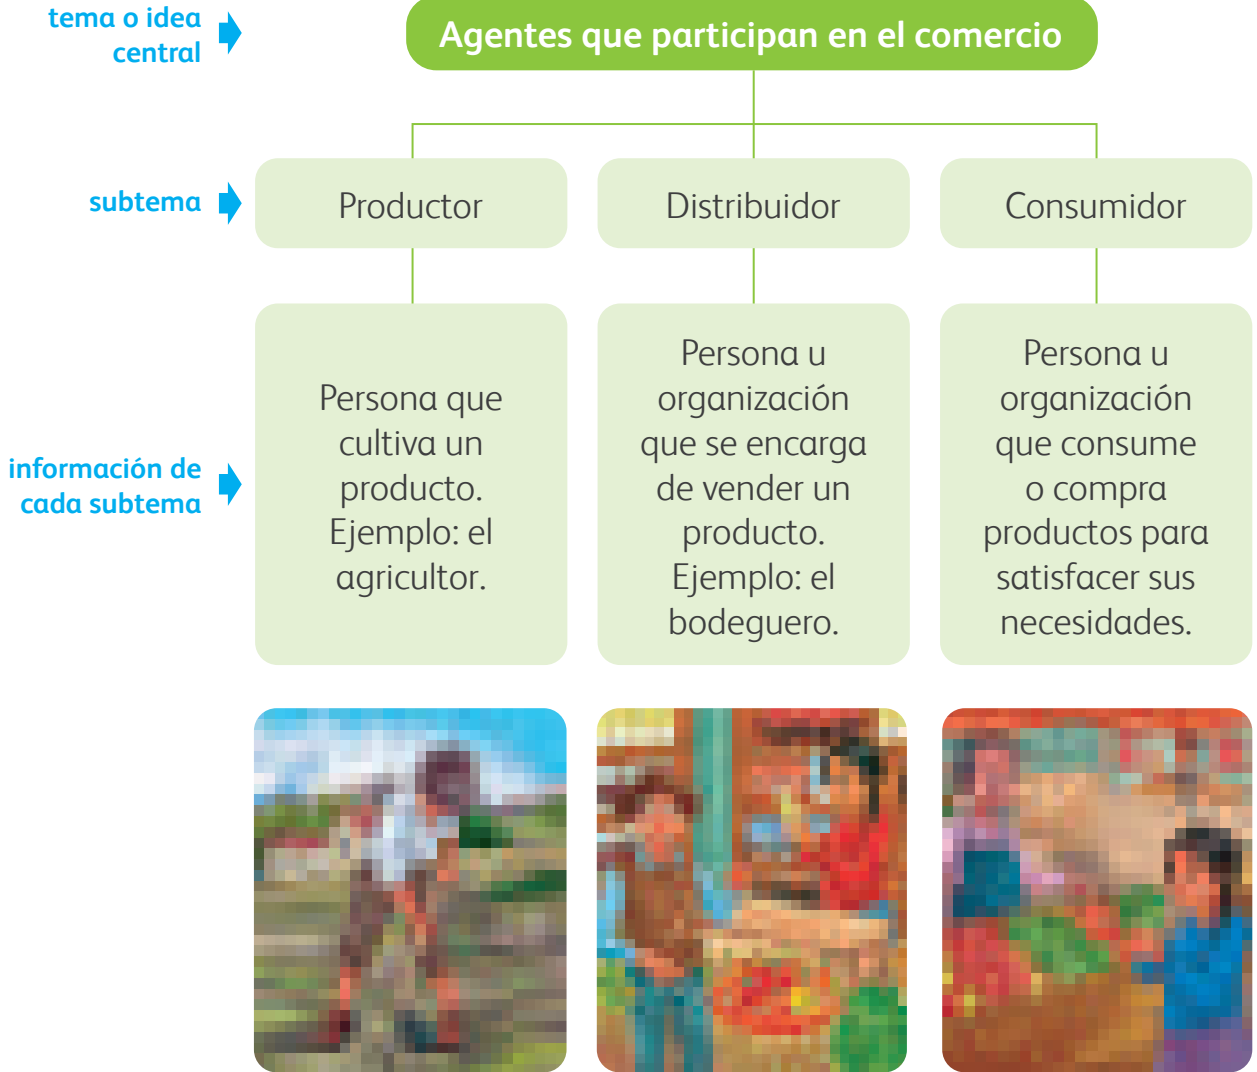 tema o idea
central
Agentes que participan en el comercio
subtema
Productor
Distribuidor
Consumidor
información de
cada subtema
Persona que
cultiva un
producto.
Ejemplo: el
agricultor.
Persona u
organización
que se encarga
de vender un
producto.
Ejemplo: el
bodeguero.
Persona u
organización
que consume
o compra
productos para
satisfacer sus
necesidades.